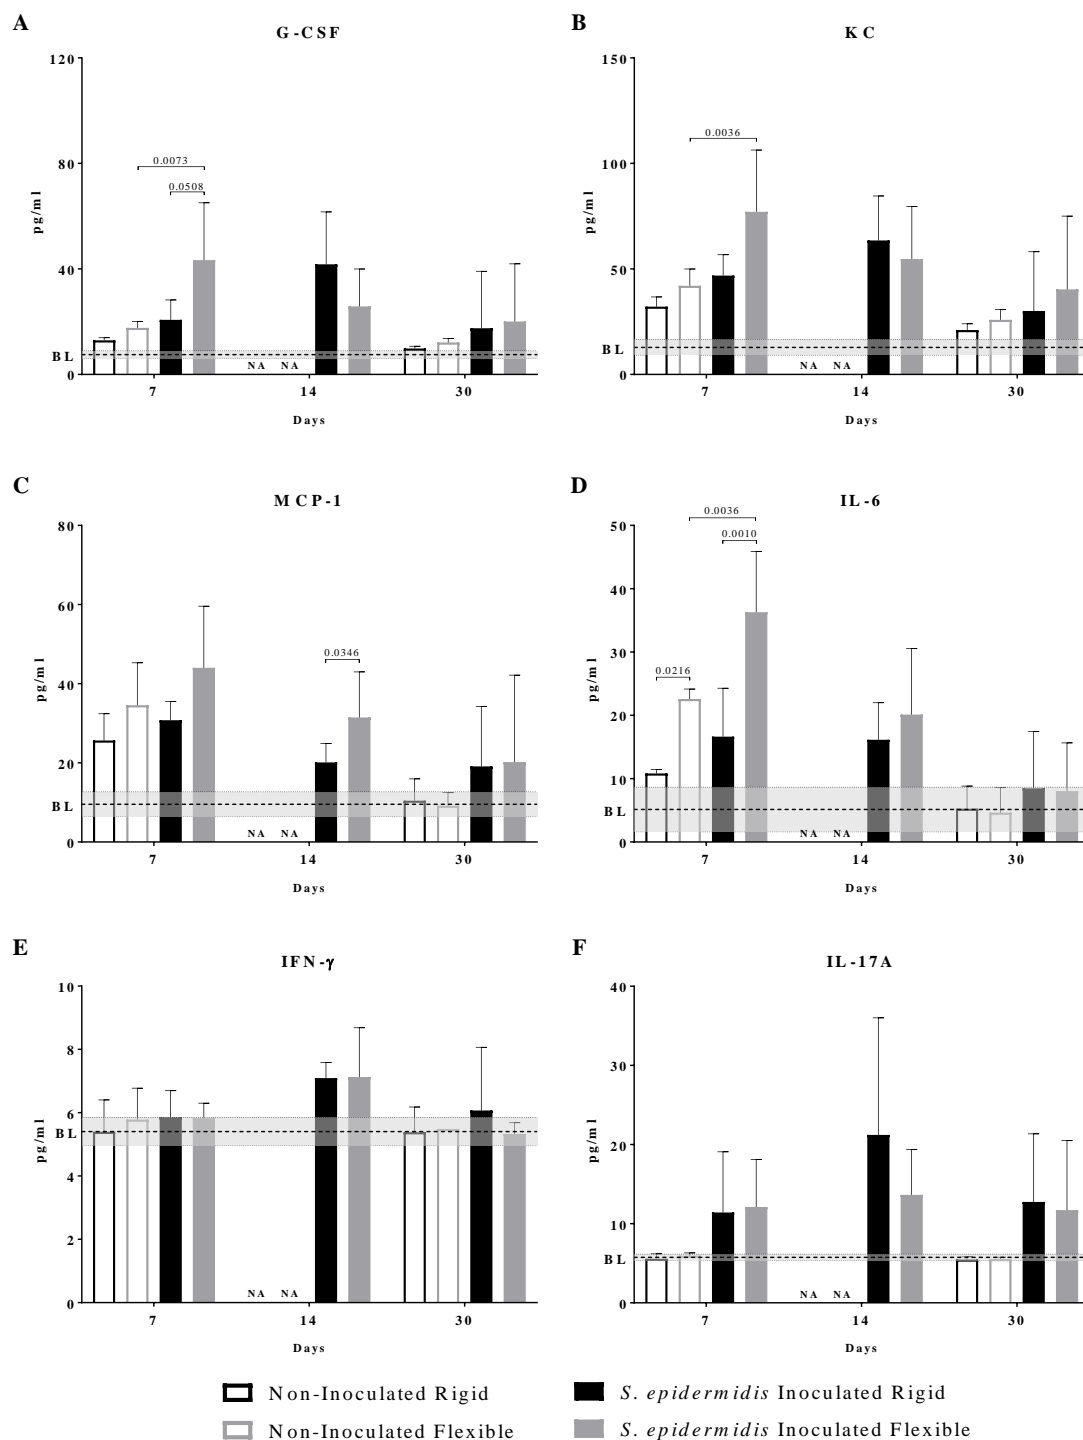 A
G-CSF
120
80
40
0
pg/ml
BL
0.0073
0.0508
NA NA
7 14 30
Days
B
KC
150
100
50
0
pg/ml
BL
0.0036
NA NA
7 14 30
Days
C
MCP-1
80
60
40
20
0
pg/ml
BL
0.0346
NA NA
7 14 30
Days
D
IL-6
50
40
30
20
10
0
pg/ml
BL
0.0036
0.0010
0.0216
NA NA
7 14 30
Days
E
IFN-γ
10
8
6
4
2
0
pg/ml
BL
NA NA
7 14 30
Days
F
IL-17A
40
30
20
10
0
pg/ml
BL
NA NA
7 14 30
Days
Non-Inoculated Rigid
Non-Inoculated Flexible
S. epidermidis Inoculated Rigid
S. epidermidis Inoculated Flexible